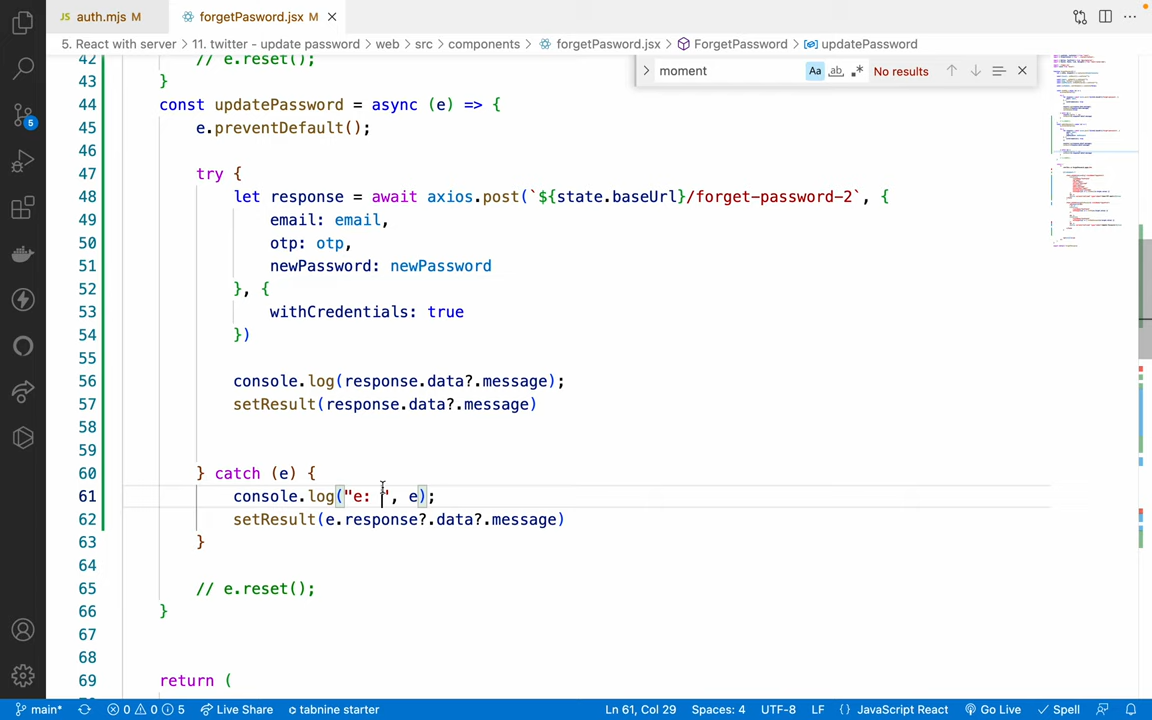 JS auth.mjs M
forgetPasword.jsx M
5. React with server > 11. twitter - update password > web > src > components > forgetPasword.jsx > ForgetPassword > updatePassword
moment
Aa ab .* No results
42 // e.reset();
43 }
44 const updatePassword = async (e) => {
45 e.preventDefault();
46
47 try {
48 let response = await axios.post(`${state.baseUrl}/forget-password-2`, {
49 email: email,
50 otp: otp,
51 newPassword: newPassword
52 }, {
53 withCredentials: true
54 })
55
56 console.log(response.data?.message);
57 setResult(response.data?.message)
58
59
60 } catch (e) {
61 console.log("e: ", e);
62 setResult(e.response?.data?.message)
63 }
64
65 // e.reset();
66 }
67
68
69 return (
5
main* 0 0 5 Live Share tabnine starter Ln 61, Col 29 Spaces: 4 UTF-8 LF {} JavaScript React Go Live Spell